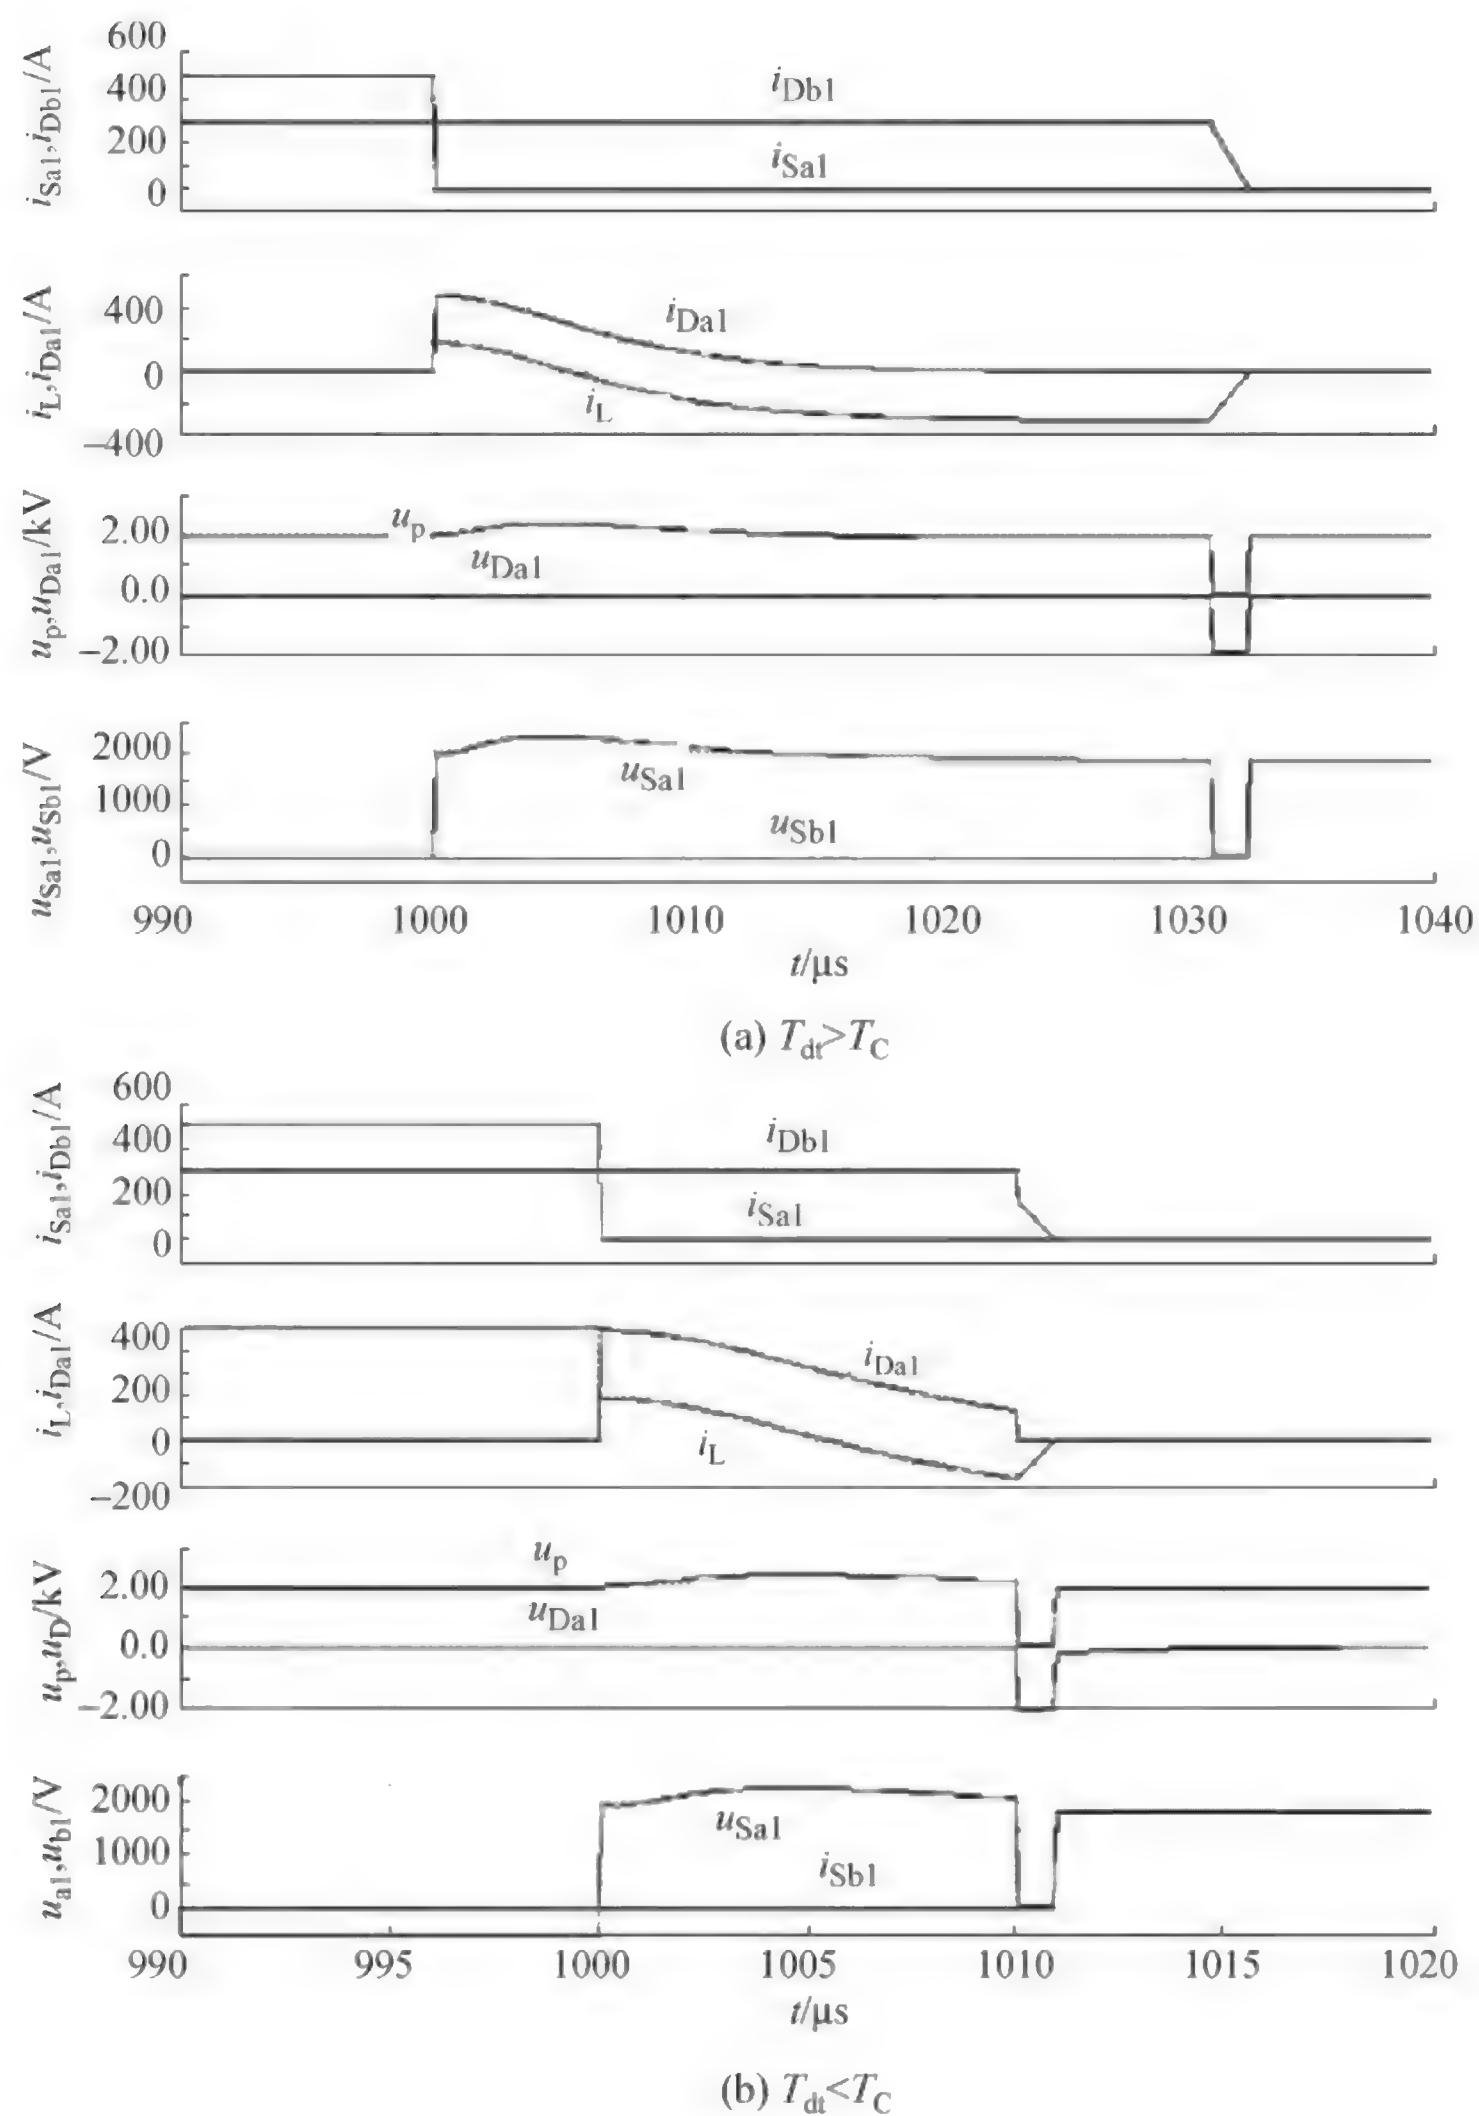 600
400
200
0
i_Sa1,i_Db1/A
i_Db1
i_Sa1
400
0
−400
i_L,i_Da1/A
i_Da1
i_L
2.00
0.0
−2.00
u_p,u_Da1/kV
u_p
u_Da1
2000
1000
0
u_Sa1,u_Sb1/V
u_Sa1
u_Sb1
990 1000 1010 1020 1030 1040
t/μs
(a) T_dt>T_C
600
400
200
0
i_Sa1,i_Db1/A
i_Db1
i_Sa1
400
200
0
−200
i_L,i_Da1/A
i_Da1
i_L
2.00
0.0
−2.00
u_p,u_D/kV
u_p
u_Da1
2000
1000
0
u_a1,u_b1/V
u_Sa1
i_Sb1
990 995 1000 1005 1010 1015 1020
t/μs
(b) T_dt<T_C